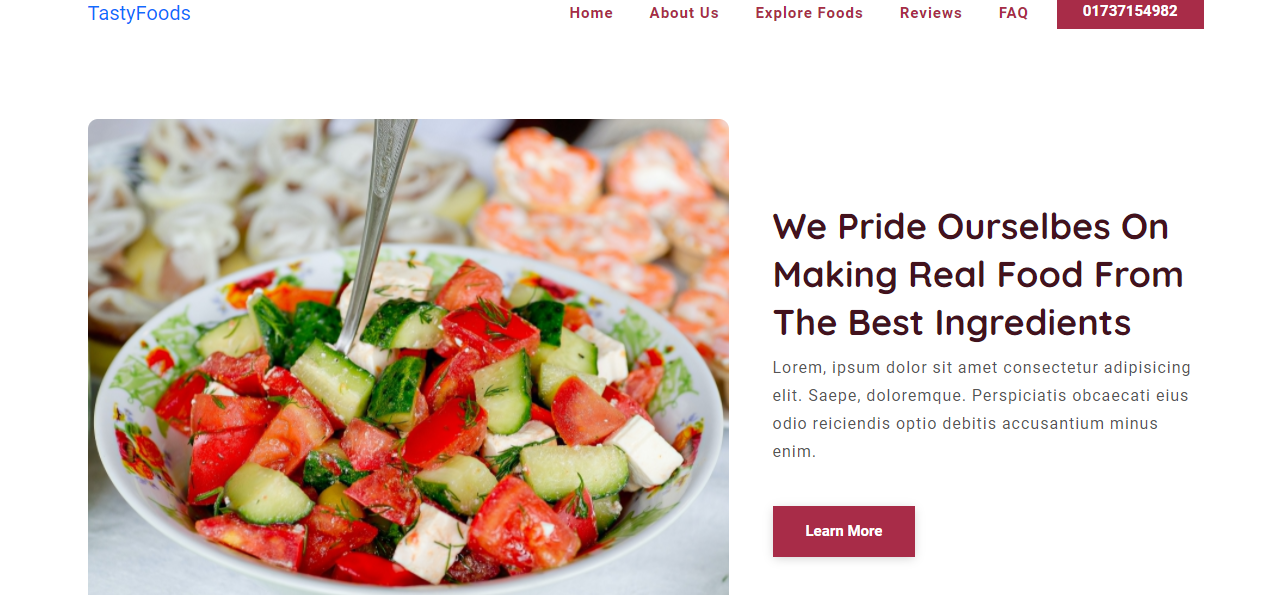 TastyFoods
Home About Us Explore Foods Reviews FAQ 01737154982
We Pride Ourselbes On
Making Real Food From
The Best Ingredients
Lorem, ipsum dolor sit amet consectetur adipisicing
elit. Saepe, doloremque. Perspiciatis obcaecati eius
odio reiciendis optio debitis accusantium minus
enim.
Learn More